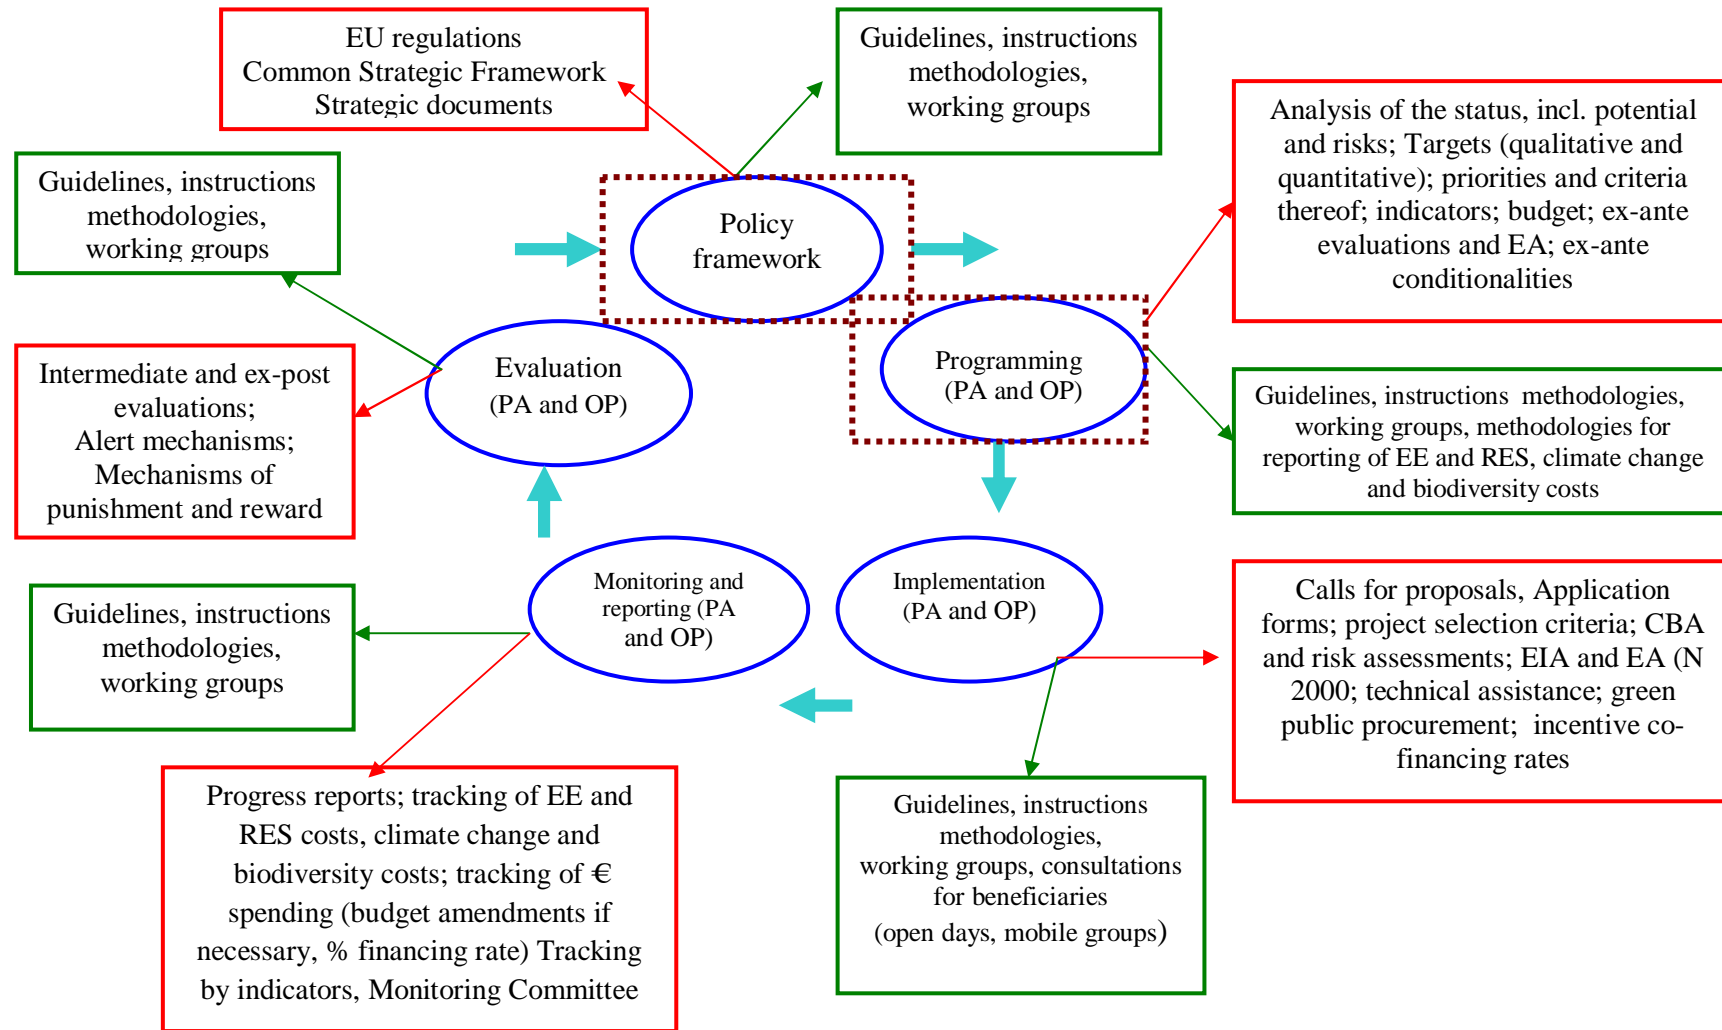 EU regulations
Common Strategic Framework
Strategic documents
Guidelines, instructions
methodologies,
working groups
Analysis of the status, incl. potential
and risks; Targets (qualitative and
quantitative); priorities and criteria
thereof; indicators; budget; ex-ante
evaluations and EA; ex-ante
conditionalities
Guidelines, instructions
methodologies,
working groups
Policy
framework
Evaluation
(PA and OP)
Programming
(PA and OP)
Intermediate and ex-post
evaluations;
Alert mechanisms;
Mechanisms of
punishment and reward
Guidelines, instructions  methodologies,
working groups, methodologies for
reporting of EE and RES, climate change
and biodiversity costs
Monitoring and
reporting (PA
and OP)
Implementation
(PA and OP)
Guidelines, instructions
methodologies,
working groups
Calls for proposals, Application
forms; project selection criteria; CBA
and risk assessments; EIA and EA (N
2000; technical assistance; green
public procurement;  incentive co-
financing rates
Progress reports; tracking of EE and
RES costs, climate change and
biodiversity costs; tracking of €
spending (budget amendments if
necessary, % financing rate) Tracking
by indicators, Monitoring Committee
Guidelines, instructions
methodologies,
working groups, consultations
for beneficiaries
(open days, mobile groups)